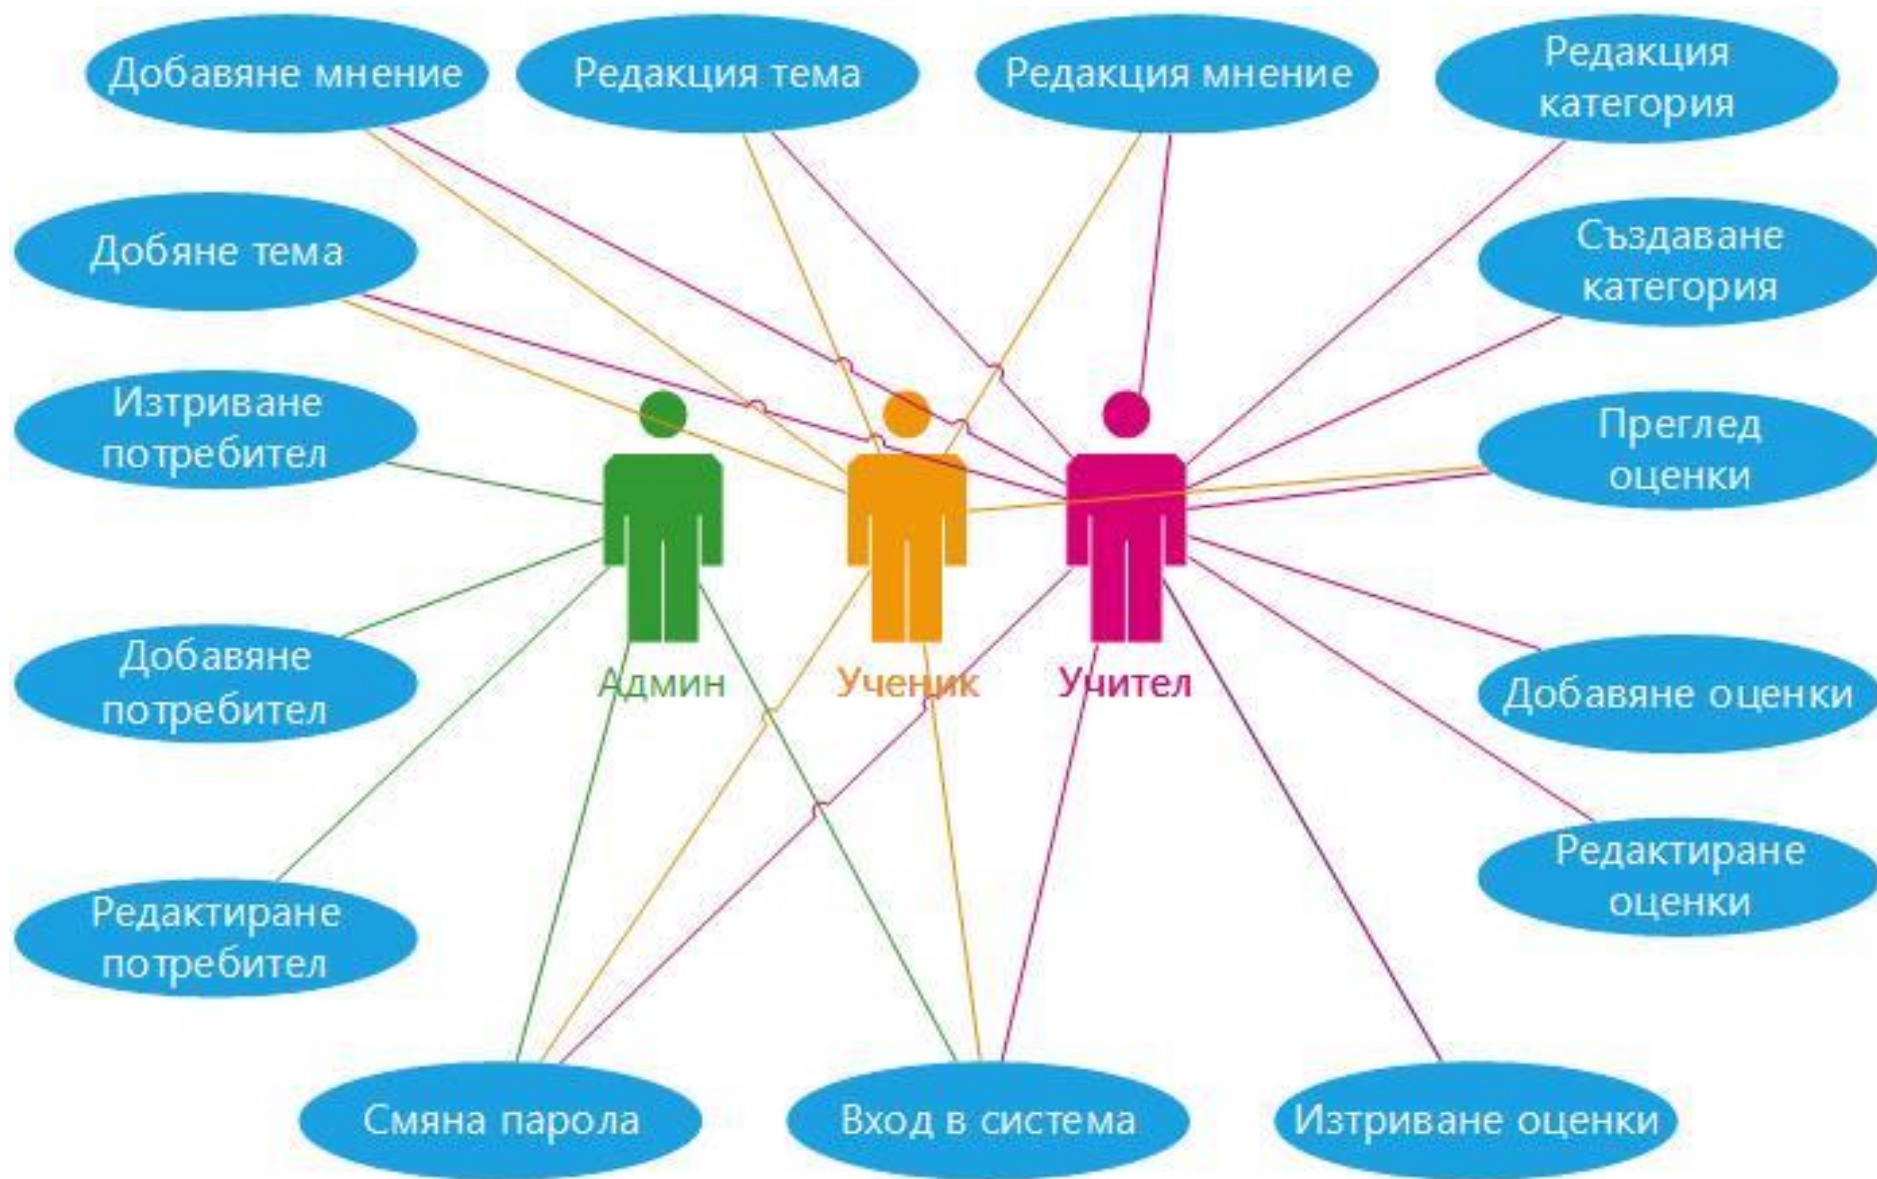 Добавяне мнение
Редакция тема
Редакция мнение
Редакция
категория
Добяне тема
Създаване
категория
Изтриване
потребител
Преглед
оценки
Добавяне
потребител
Админ
Ученик
Учител
Добавяне оценки
Редактиране
оценки
Редактиране
потребител
Смяна парола
Вход в система
Изтриване оценки